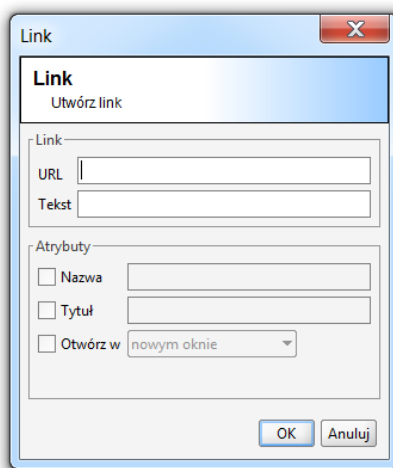 Link
Link
Utwórz link
Link
URL
Tekst
Atrybuty
Nazwa
Tytuł
Otwórz w nowym oknie
OK Anuluj